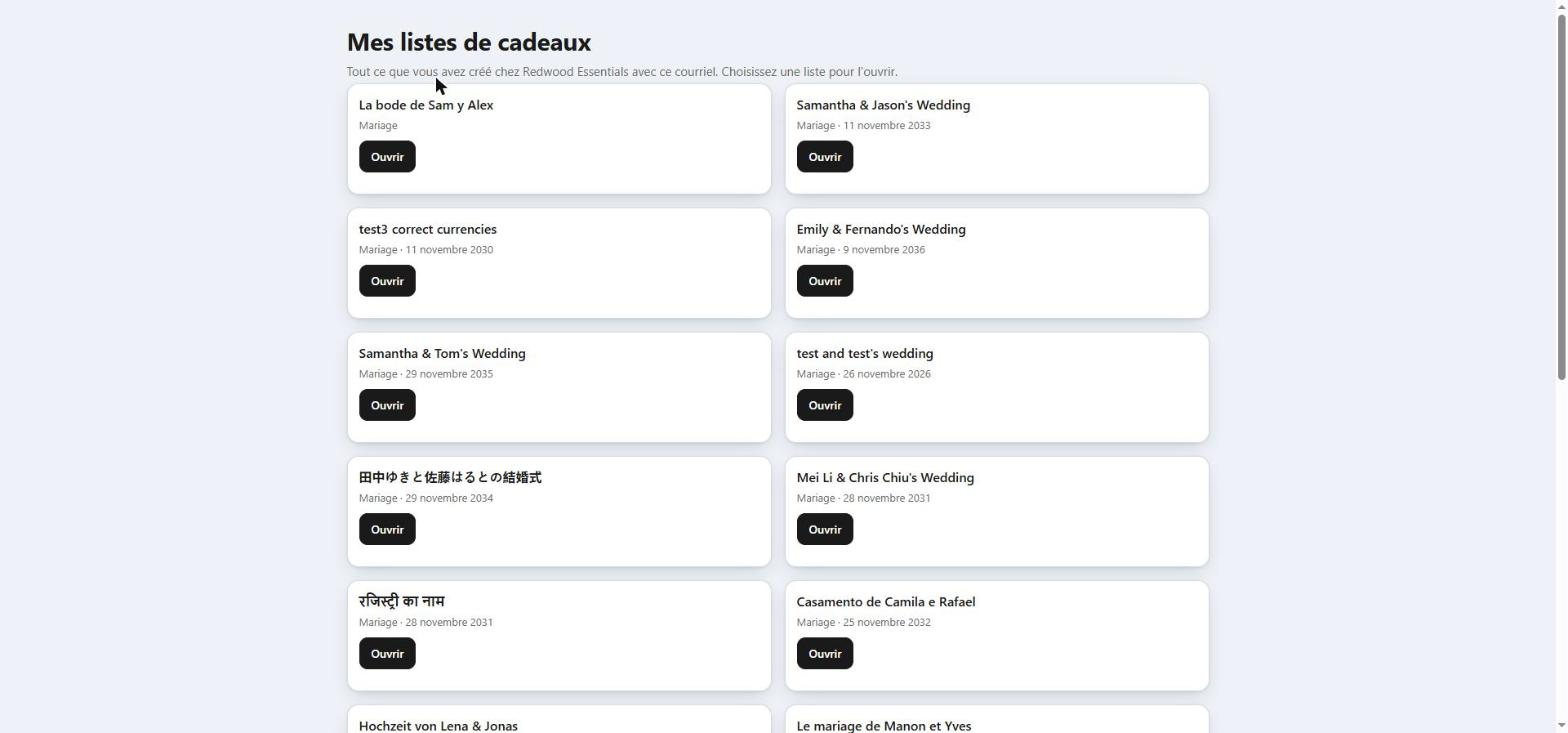 Mes listes de cadeaux
Tout ce que vous avez créé chez Redwood Essentials avec ce courriel. Choisissez une liste pour l'ouvrir.
La bode de Sam y Alex
Mariage
Ouvrir
Samantha & Jason's Wedding
Mariage · 11 novembre 2033
Ouvrir
test3 correct currencies
Mariage · 11 novembre 2030
Ouvrir
Emily & Fernando's Wedding
Mariage · 9 novembre 2036
Ouvrir
Samantha & Tom's Wedding
Mariage · 29 novembre 2035
Ouvrir
test and test's wedding
Mariage · 26 novembre 2026
Ouvrir
田中ゆきと佐藤はるとの結婚式
Mariage · 29 novembre 2034
Ouvrir
Mei Li & Chris Chiu's Wedding
Mariage · 28 novembre 2031
Ouvrir
रजिस्ट्री का नाम
Mariage · 28 novembre 2031
Ouvrir
Casamento de Camila e Rafael
Mariage · 25 novembre 2032
Ouvrir
Hochzeit von Lena & Jonas
Le mariage de Manon et Yves